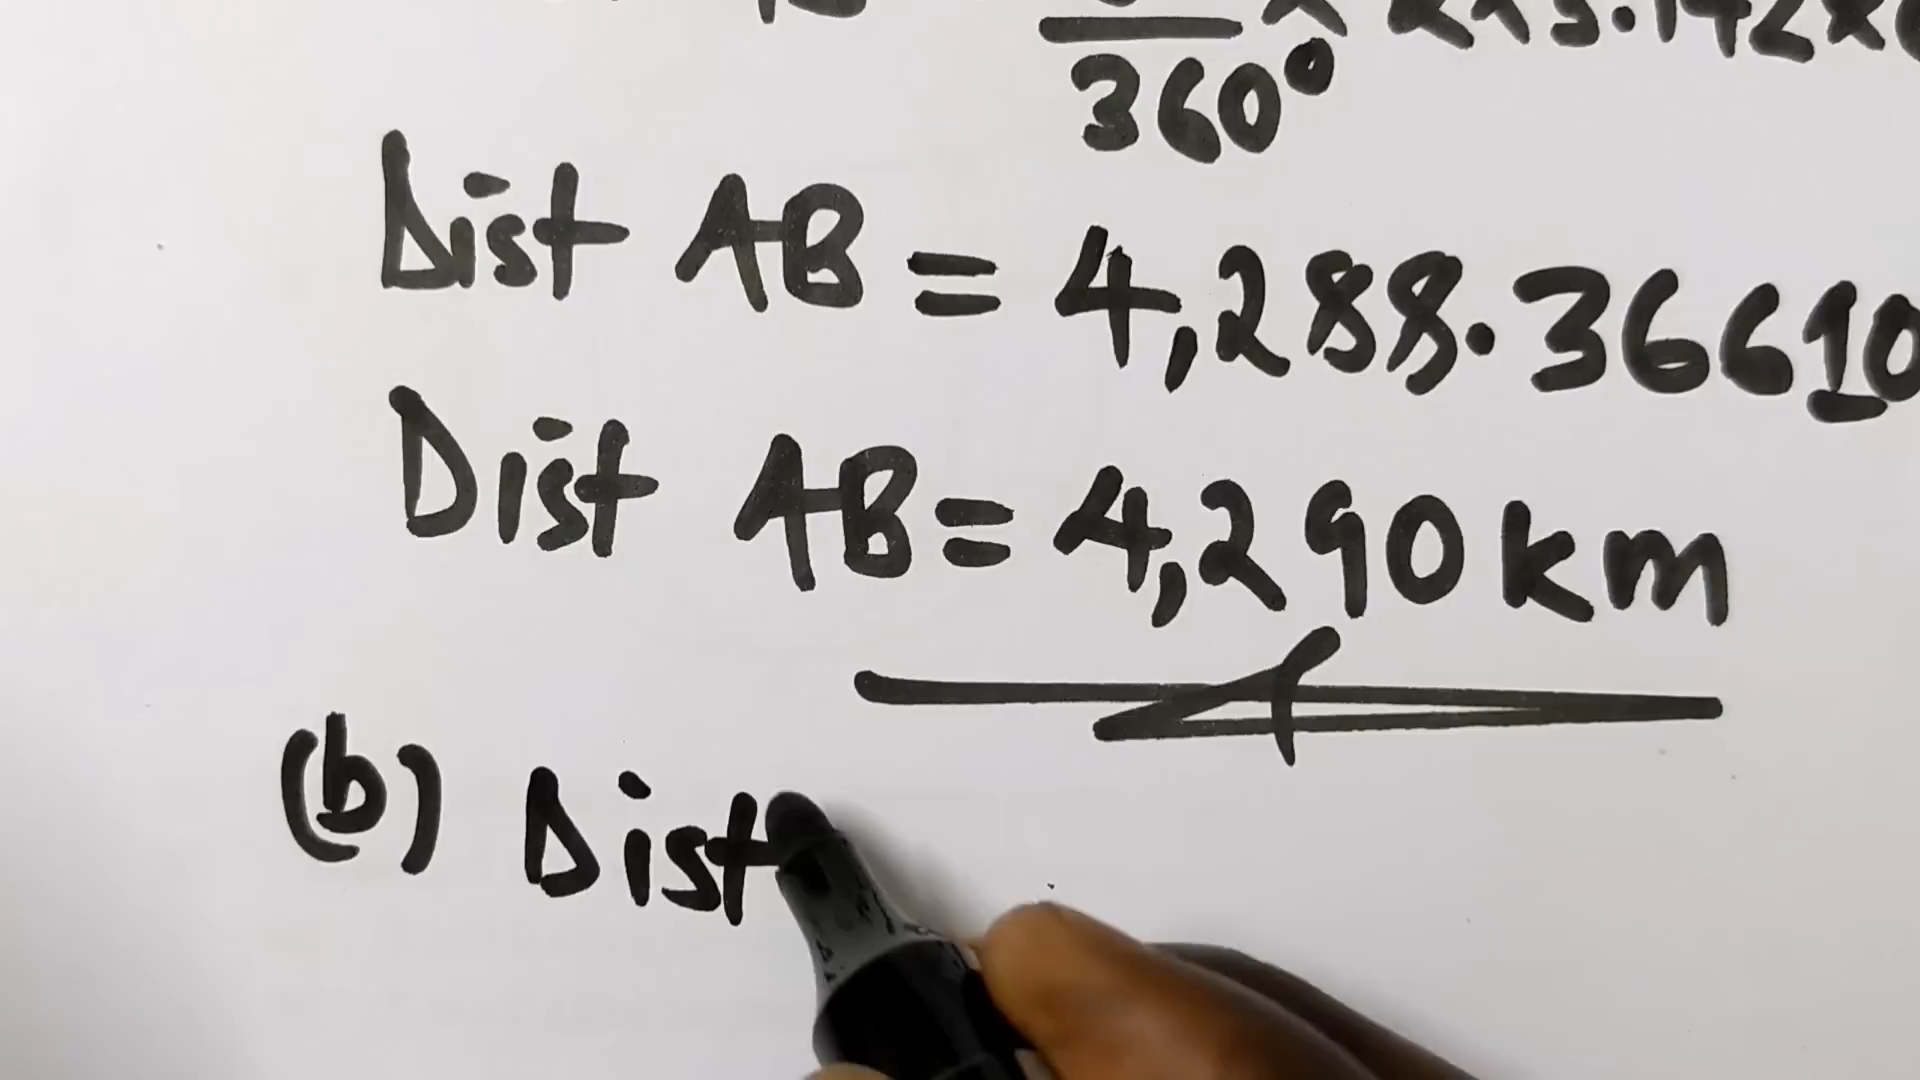 360°
Dist AB = 4,288.36610
Dist AB = 4,290 km
(b) Dist